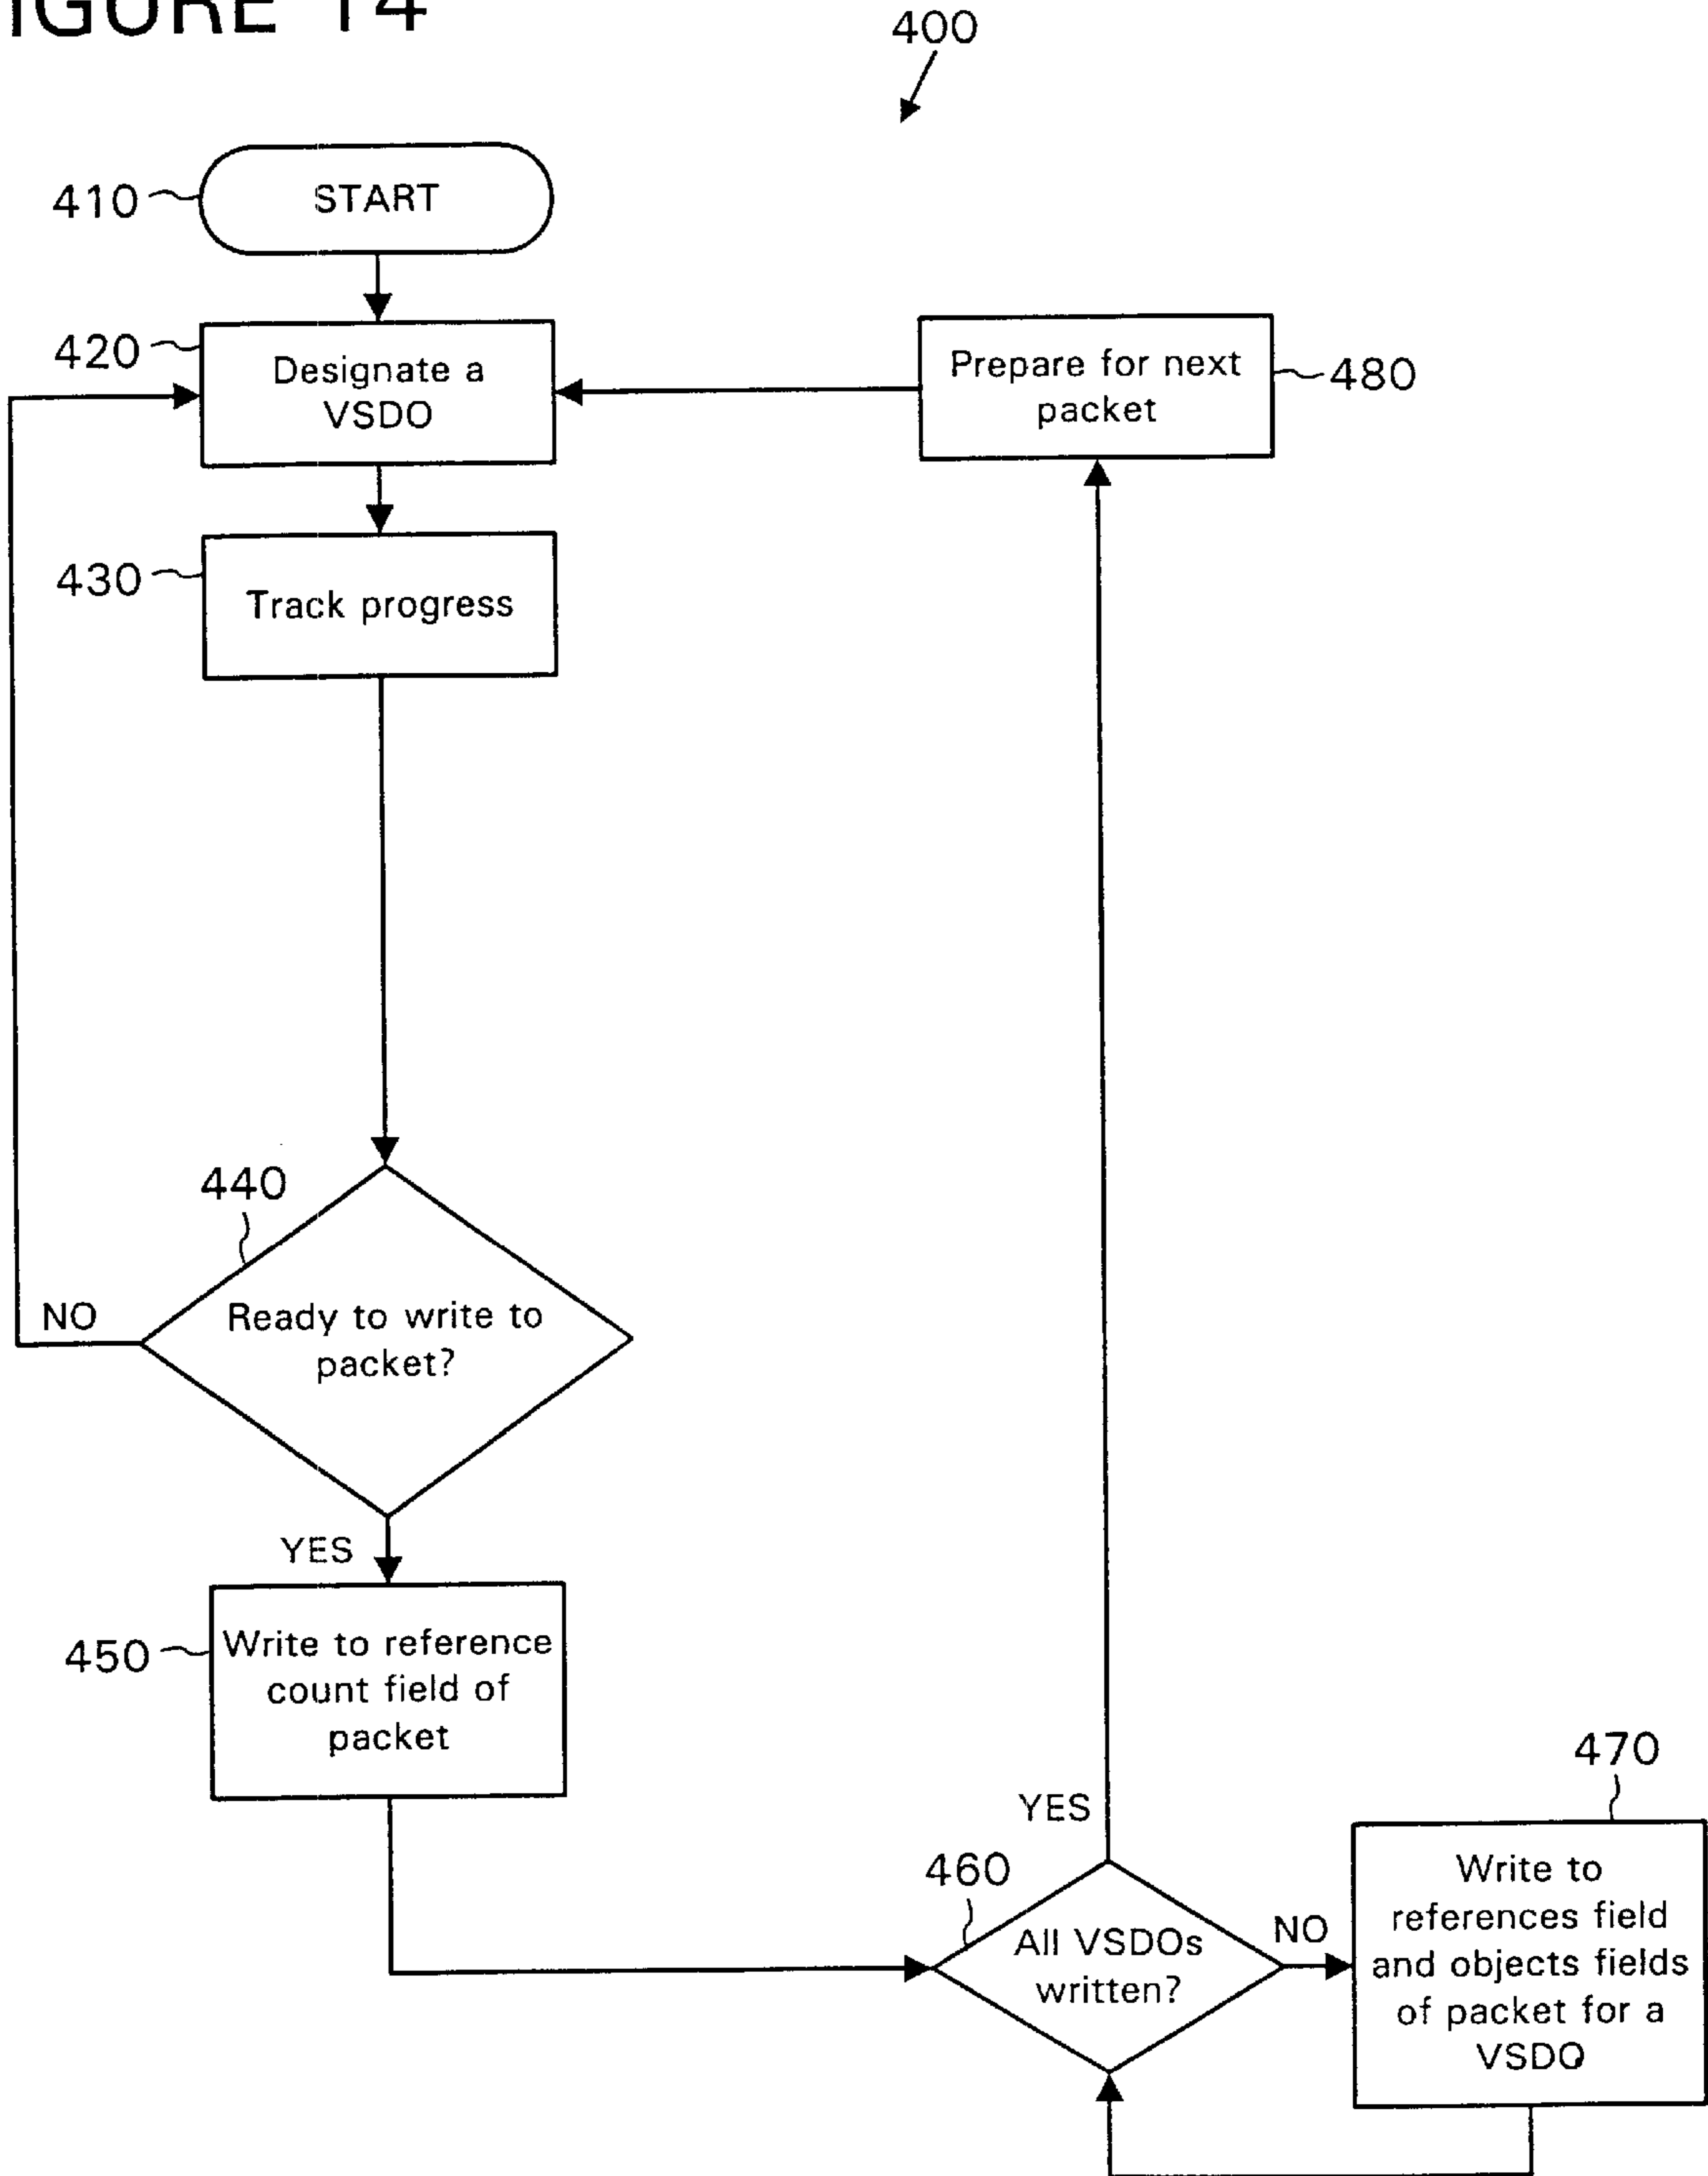 IGURE 14
400
410
START
420
Designate a
VSDO
Prepare for next
packet
480
430
Track progress
440
NO
Ready to write to
packet?
YES
450
Write to reference
count field of
packet
YES
460
All VSDOs
written?
NO
470
Write to
references field
and objects fields
of packet for a
VSDO